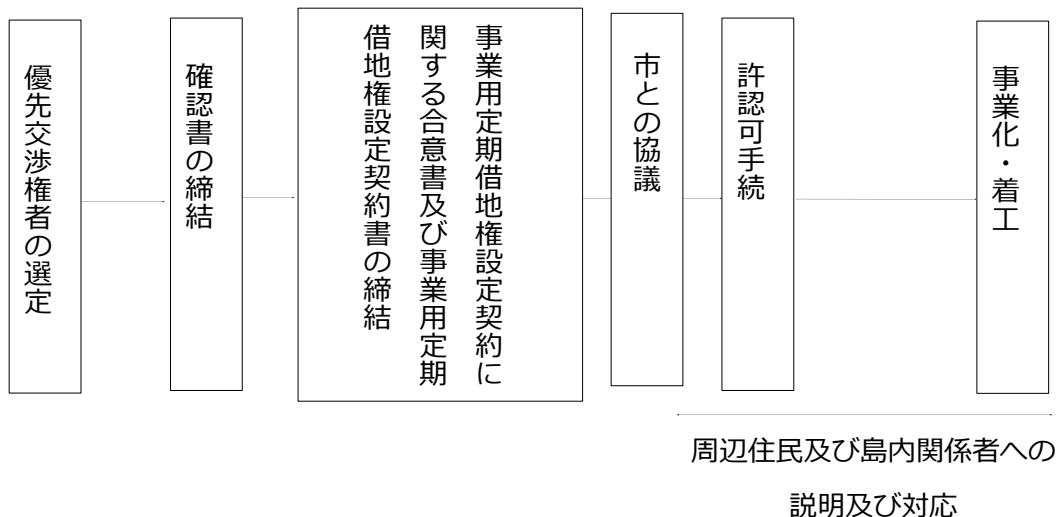 優先交渉権者の選定
確認書の締結
事業用定期借地権設定契約に
関する合意書及び事業用定期
借地権設定契約書の締結
市との協議
許認可手続
事業化・着工
周辺住民及び島内関係者への
説明及び対応